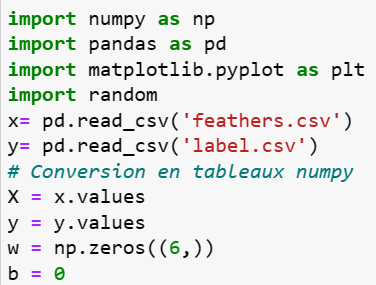 import numpy as np
import pandas as pd
import matplotlib.pyplot as plt
import random
x= pd.read_csv('feathers.csv')
y= pd.read_csv('label.csv')
# Conversion en tableaux numpy
X = x.values
y = y.values
w = np.zeros((6,))
b = 0